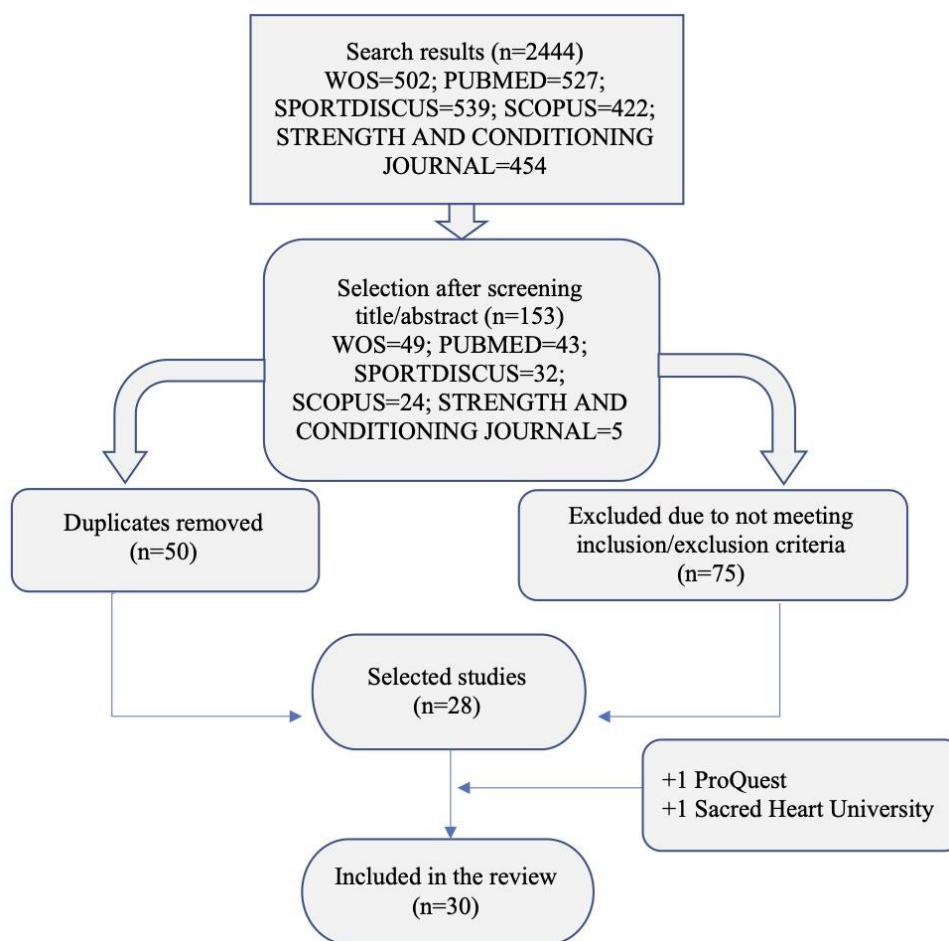 Search results (n=2444)
WOS=502; PUBMED=527;
SPORTDISCUS=539; SCOPUS=422;
STRENGTH AND CONDITIONING
JOURNAL=454
Selection after screening
title/abstract (n=153)
WOS=49; PUBMED=43;
SPORTDISCUS=32;
SCOPUS=24; STRENGTH AND
CONDITIONING JOURNAL=5
Duplicates removed
(n=50)
Excluded due to not meeting
inclusion/exclusion criteria
(n=75)
Selected studies
(n=28)
+1 ProQuest
+1 Sacred Heart University
Included in the review
(n=30)